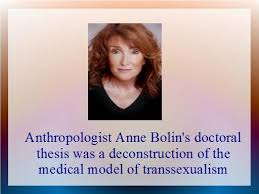 Anthropologist Anne Bolin's doctoral
thesis was a deconstruction of the
medical model of transsexualism